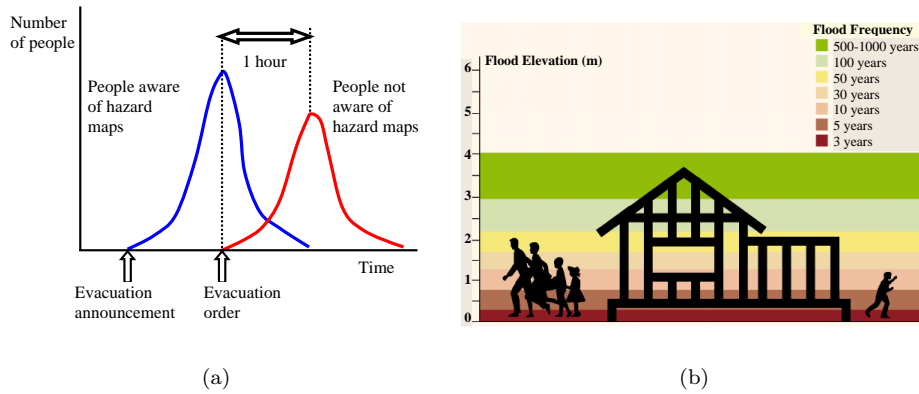 Number
of people
1 hour
People aware
of hazard
maps
People not
aware of
hazard maps
Time
Evacuation
announcement
Evacuation
order
(a)
Flood Frequency
500-1000 years
100 years
50 years
30 years
10 years
5 years
3 years
Flood Elevation (m)
6
5
4
3
2
1
0
(b)